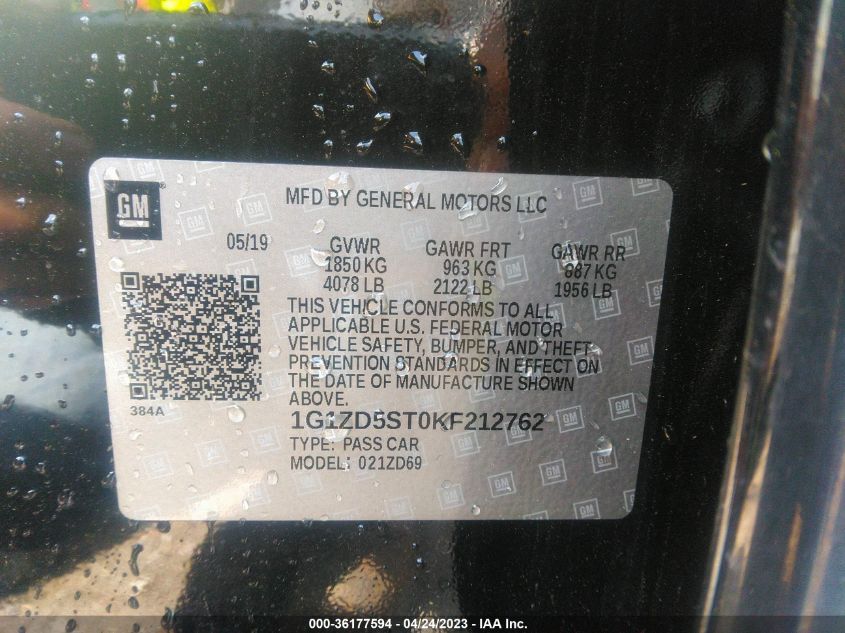 GM
MFD BY GENERAL MOTORS LLC
05/19 GVWR GAWR FRT GAWR RR
1850 KG 963 KG 887 KG
4078 LB 2122 LB 1956 LB
THIS VEHICLE CONFORMS TO ALL
APPLICABLE U.S. FEDERAL MOTOR
VEHICLE SAFETY, BUMPER, AND THEFT
PREVENTION STANDARDS IN EFFECT ON
THE DATE OF MANUFACTURE SHOWN
ABOVE.
384A
1G1ZD5ST0KF212762
TYPE: PASS CAR
MODEL: 021ZD69
000-36177594 - 04/24/2023 - IAA Inc.